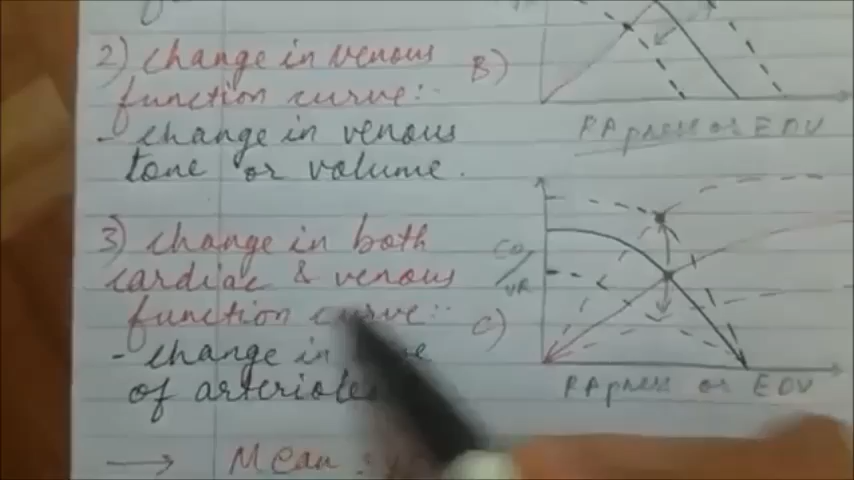 2) change in venous
function curve:-
- change in venous
tone or volume.
3) change in both
cardiac & venous
function curve:-
- change in
of arterioles
→ Mean :
B)
RA press or EDV
CO/
VR
C)
RA press or EDV